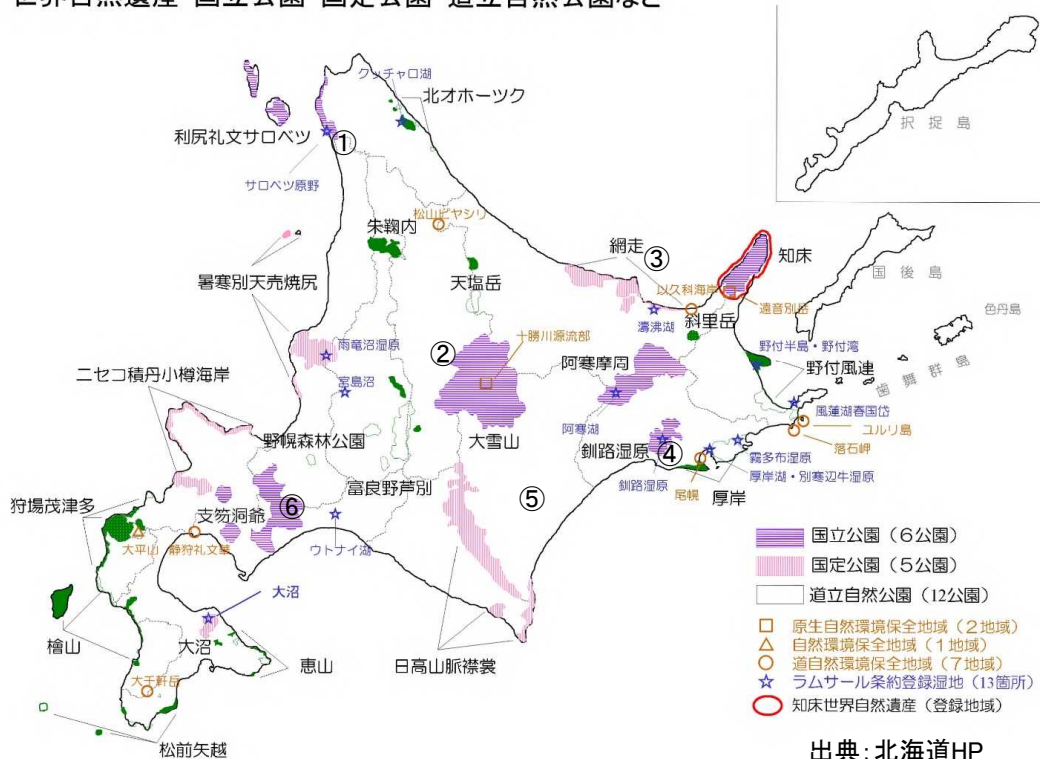 世界自然遺産・国立公園・国定公園・道立自然公園など
クッチャロ湖
北オホーツク
択捉島
利尻礼文サロベツ
①
サロベツ原野
松山ピヤシリ
朱鞠内
網走
③
知床
国後島
暑寒別天売焼尻
天塩岳
以久科海岸
遠音別岳
色丹島
斜里岳
濤沸湖
十勝川源流部
雨竜沼湿原
②
阿寒摩周
野付半島・野付湾
野付風連
歯舞群島
ニセコ積丹小樽海岸
宮島沼
風蓮湖春国岱
ユルリ島
野幌森林公園
大雪山
阿寒湖
落石岬
釧路湿原
④
霧多布湿原
厚岸湖・別寒辺牛湿原
釧路湿原
尾幌
厚岸
富良野芦別
⑤
狩場茂津多
支笏洞爺
⑥
大平山
静狩礼文華
ウトナイ湖
国立公園(6公園)
国定公園(5公園)
道立自然公園(12公園)
大沼
原生自然環境保全地域(2地域)
自然環境保全地域(1地域)
道自然環境保全地域(7地域)
ラムサール条約登録湿地(13箇所)
知床世界自然遺産(登録地域)
檜山
大沼
恵山
日高山脈襟裳
大千軒岳
松前矢越
出典:北海道HP